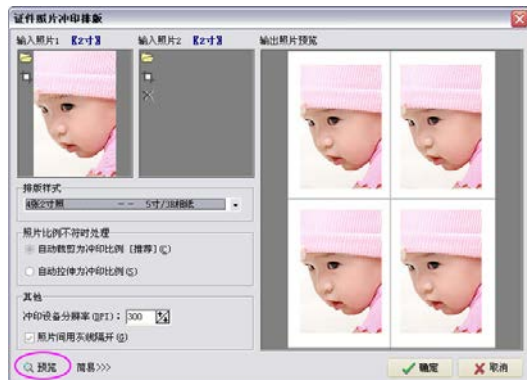 证件照片冲印排版
输入照片1 【2寸】 输入照片2 【2寸】 输出照片预览
排版样式
4张2寸照 -- 5寸/3R相纸
照片比例不符时处理
自动裁剪为冲印比例 [推荐](C)
自动拉伸为冲印比例(S)
其他
冲印设备分辨率(DPI): 300
照片间用灰线隔开(G)
预览 简易>>> 确定 取消